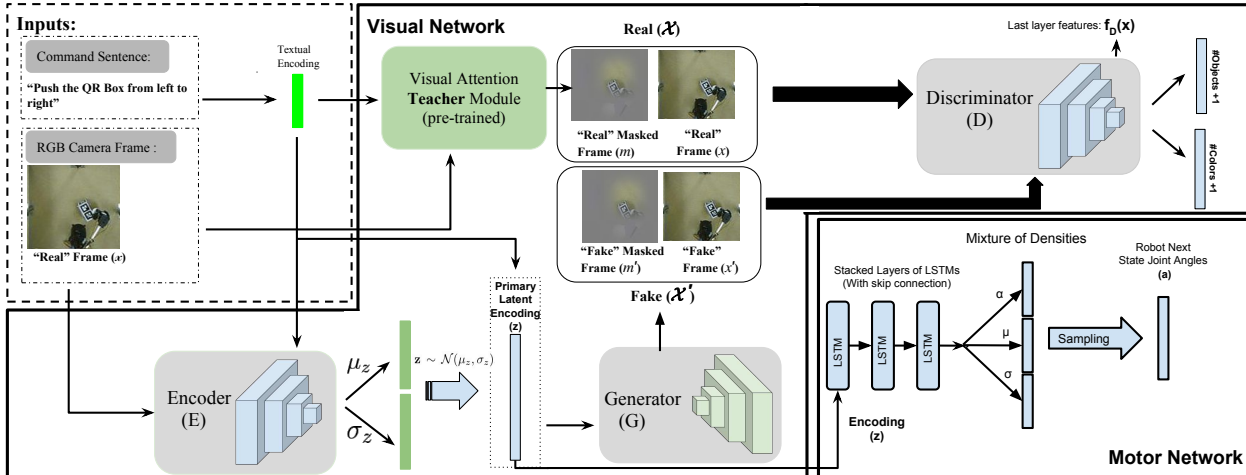 Inputs:
Command Sentence:
“Push the QR Box from left to
right”
RGB Camera Frame :
“Real” Frame (x)
Textual
Encoding
Visual Network
Visual Attention
Teacher Module
(pre-trained)
Real (X)
“Real” Masked
Frame (m)
“Real”
Frame (x)
“Fake” Masked
Frame (m')
“Fake”
Frame (x')
Fake (X')
Last layer features: f_D(x)
Discriminator
(D)
#Objects +1
#Colors +1
Encoder
(E)
μ_z
σ_z
z ∼ N(μ_z, σ_z)
Primary
Latent
Encoding
(z)
Generator
(G)
Mixture of Densities
Stacked Layers of LSTMs
(With skip connection)
LSTM
LSTM
LSTM
α
μ
σ
Sampling
Robot Next
State Joint Angles
(a)
Encoding
(z)
Motor Network